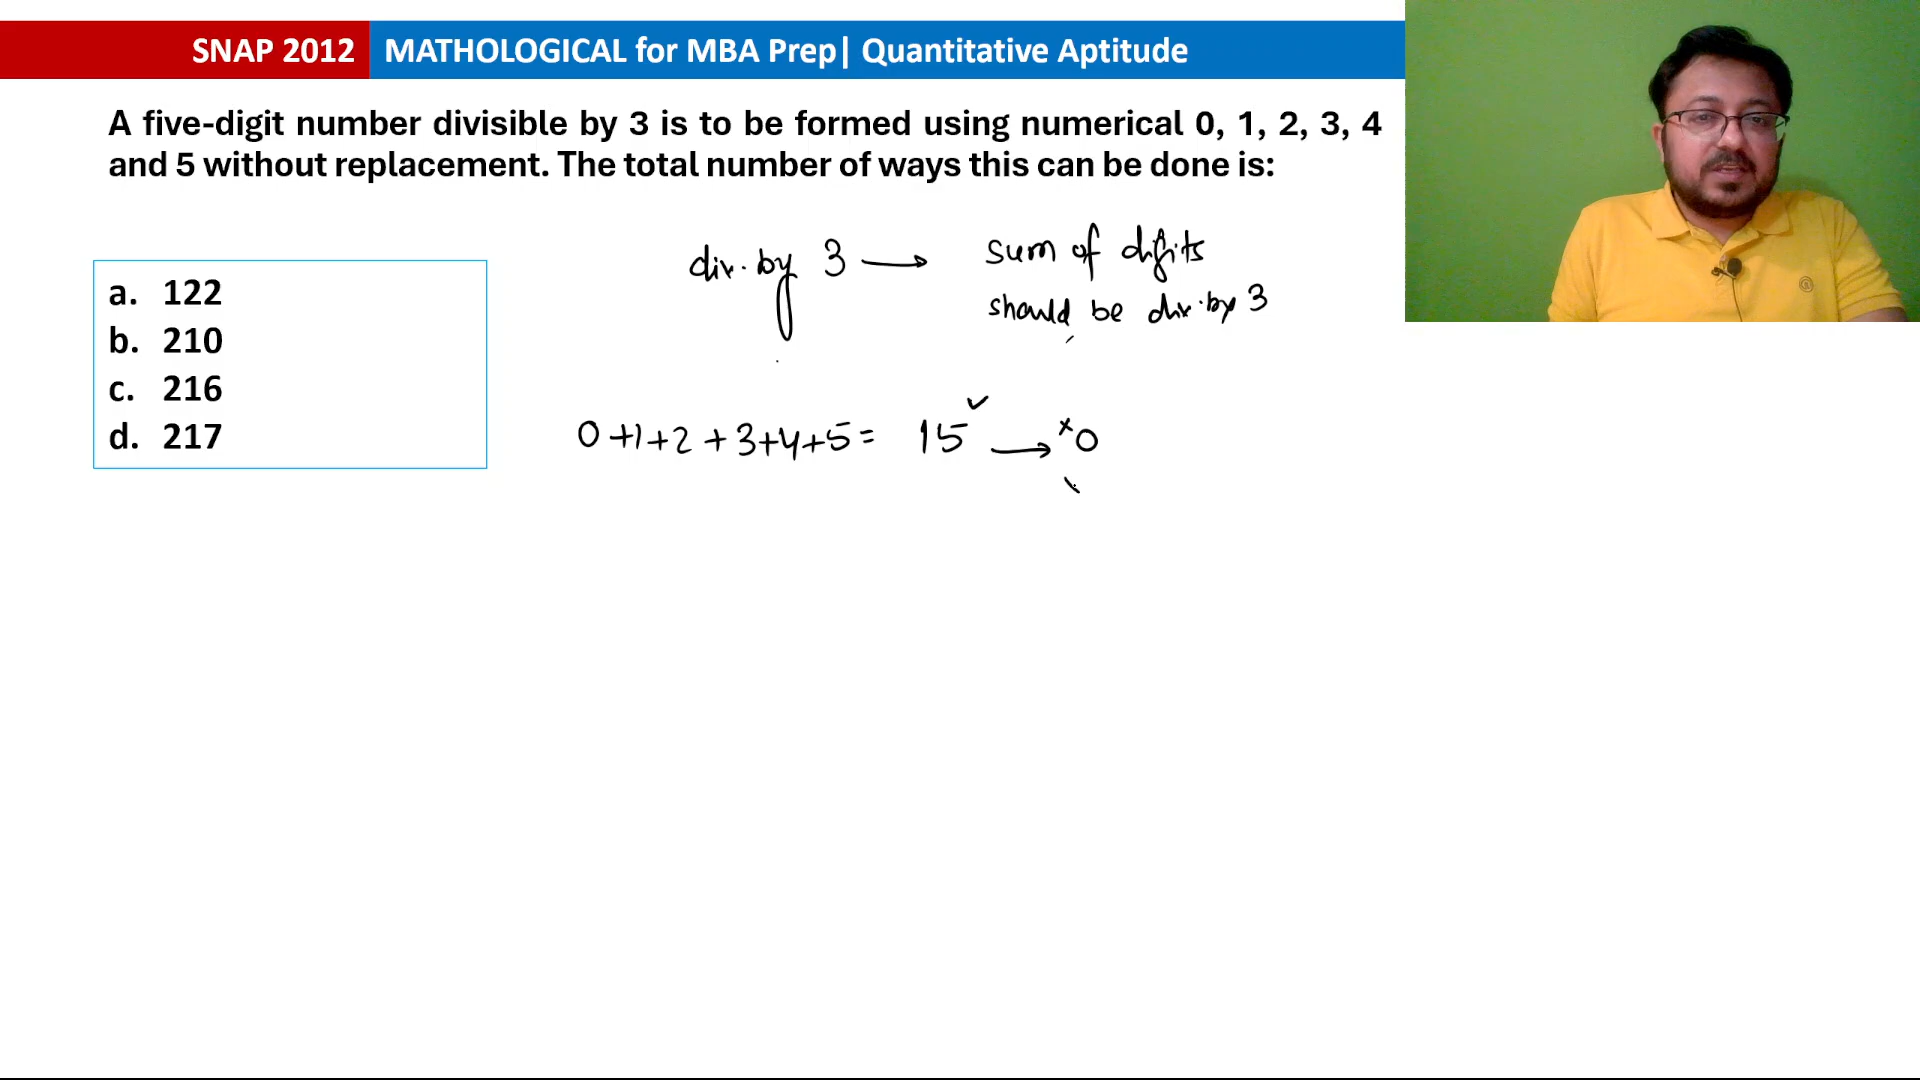 SNAP 2012 MATHOLOGICAL for MBA Prep| Quantitative Aptitude
A five-digit number divisible by 3 is to be formed using numerical 0, 1, 2, 3, 4
and 5 without replacement. The total number of ways this can be done is:
div. by 3 → sum of digits
should be div. by 3
a. 122
b. 210
c. 216
d. 217
0+1+2+3+4+5= 15 ✓ → ×0